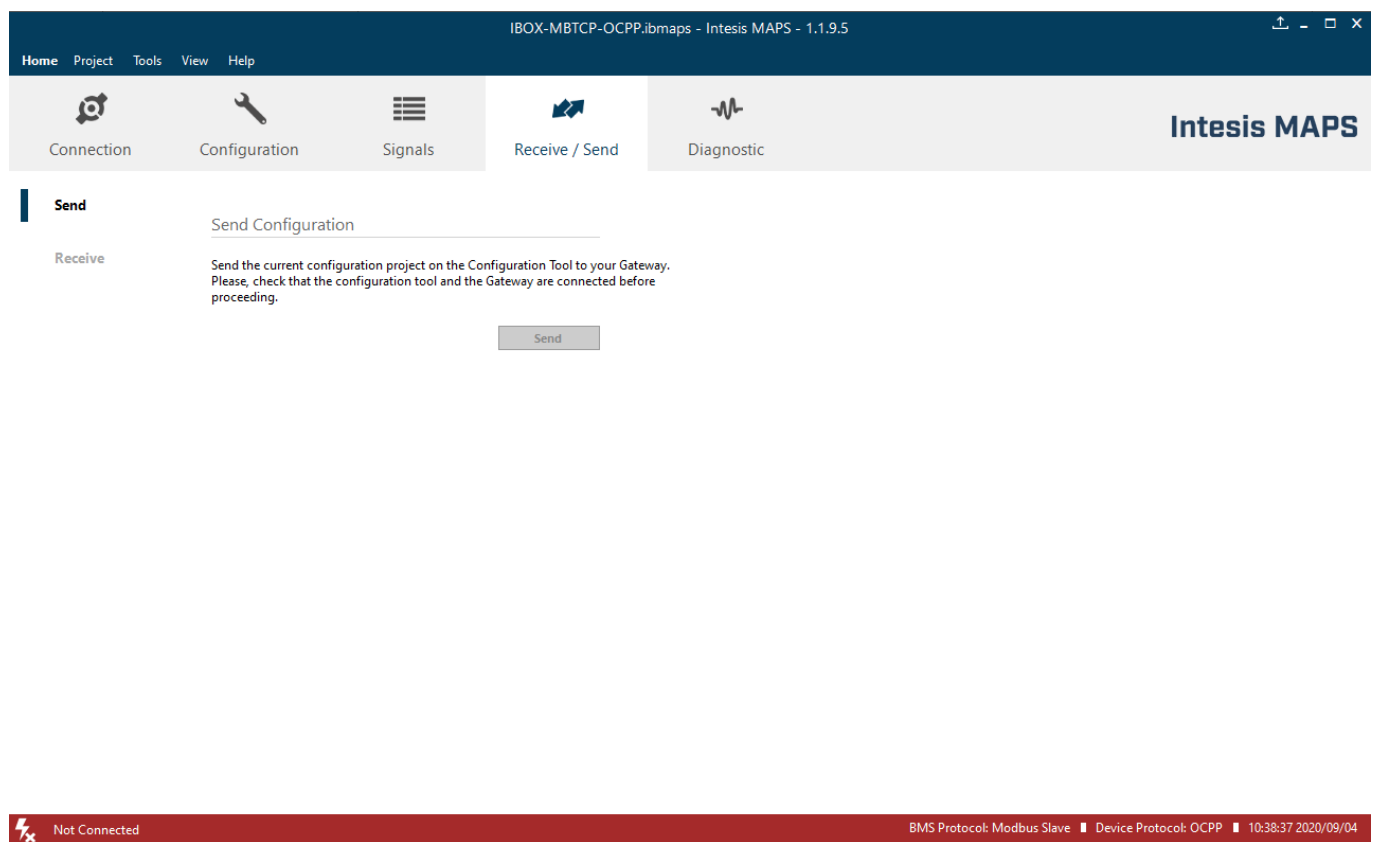 IBOX-MBTCP-OCPP.ibmaps - Intesis MAPS - 1.1.9.5
Home Project Tools View Help
Connection Configuration Signals Receive / Send Diagnostic
Intesis MAPS
Send
Receive
Send Configuration
Send the current configuration project on the Configuration Tool to your Gateway.
Please, check that the configuration tool and the Gateway are connected before
proceeding.
Send
Not Connected
BMS Protocol: Modbus Slave Device Protocol: OCPP 10:38:37 2020/09/04